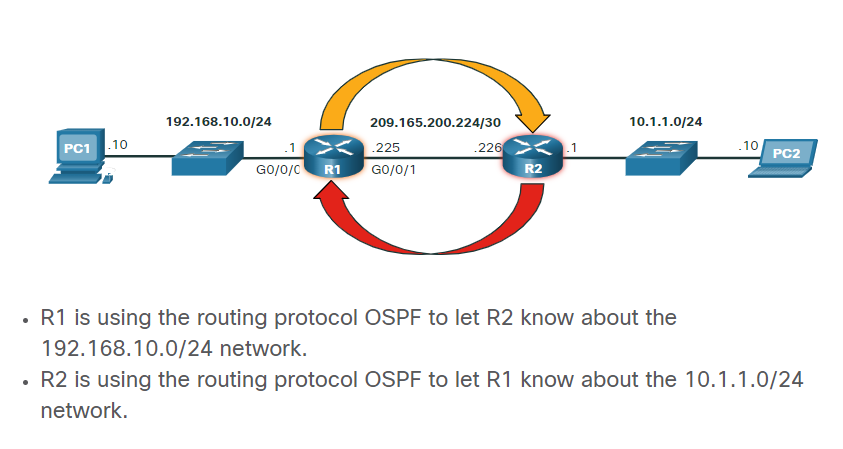 192.168.10.0/24 209.165.200.224/30 10.1.1.0/24
PC1 .10 .1 .225 .226 .1 .10 PC2
G0/0/0 R1 G0/0/1 R2
• R1 is using the routing protocol OSPF to let R2 know about the
192.168.10.0/24 network.
• R2 is using the routing protocol OSPF to let R1 know about the 10.1.1.0/24
network.